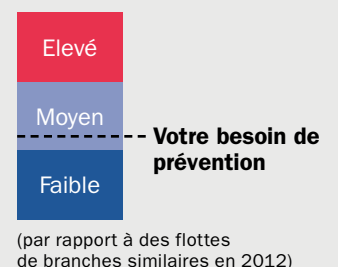 Elevé
Moyen
Votre besoin de
prévention
Faible
(par rapport à des flottes
de branches similaires en 2012)